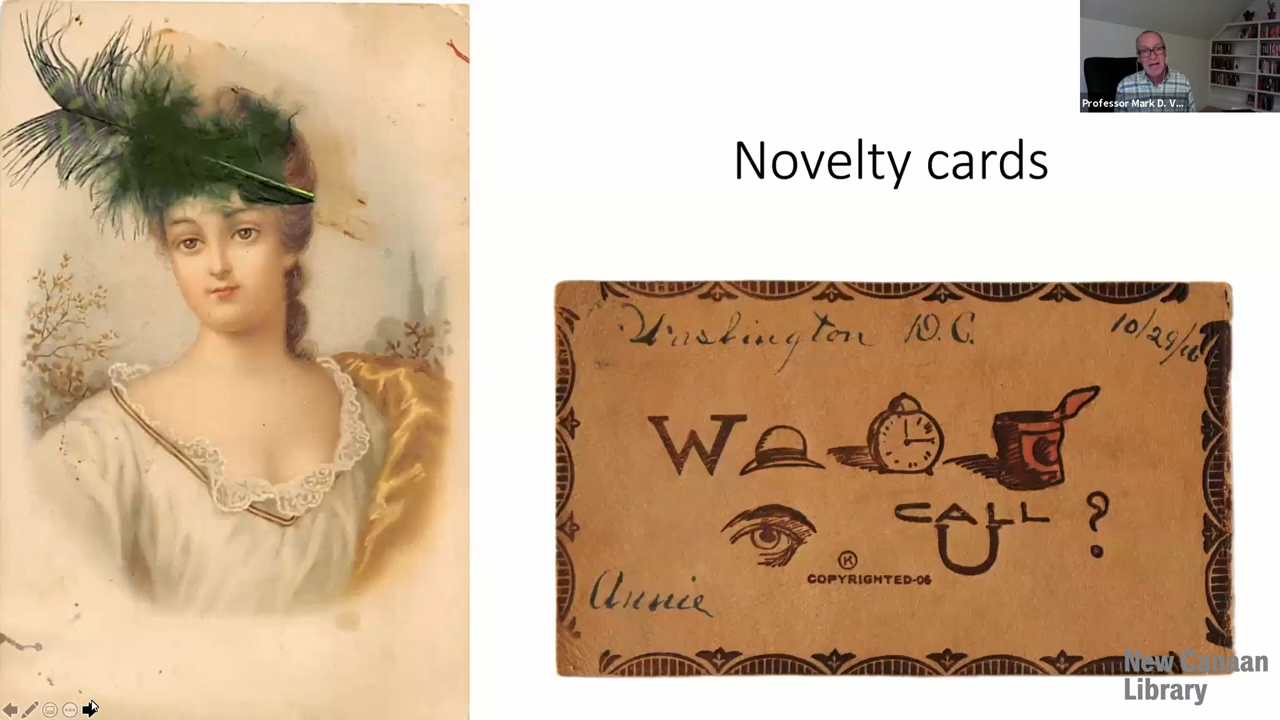 Professor Mark D. V...
Novelty cards
Washington D.C.
10/29/06
W
CALL ?
U
K
COPYRIGHTED-06
Annie
New Canaan
Library